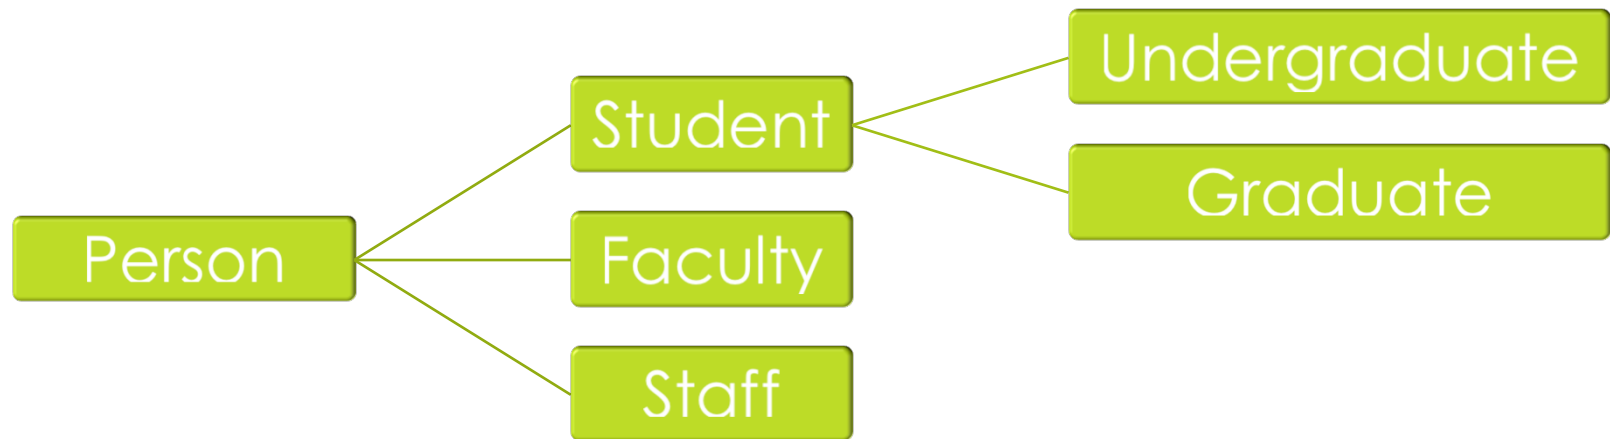 Person
Student
Faculty
Staff
Undergraduate
Graduate